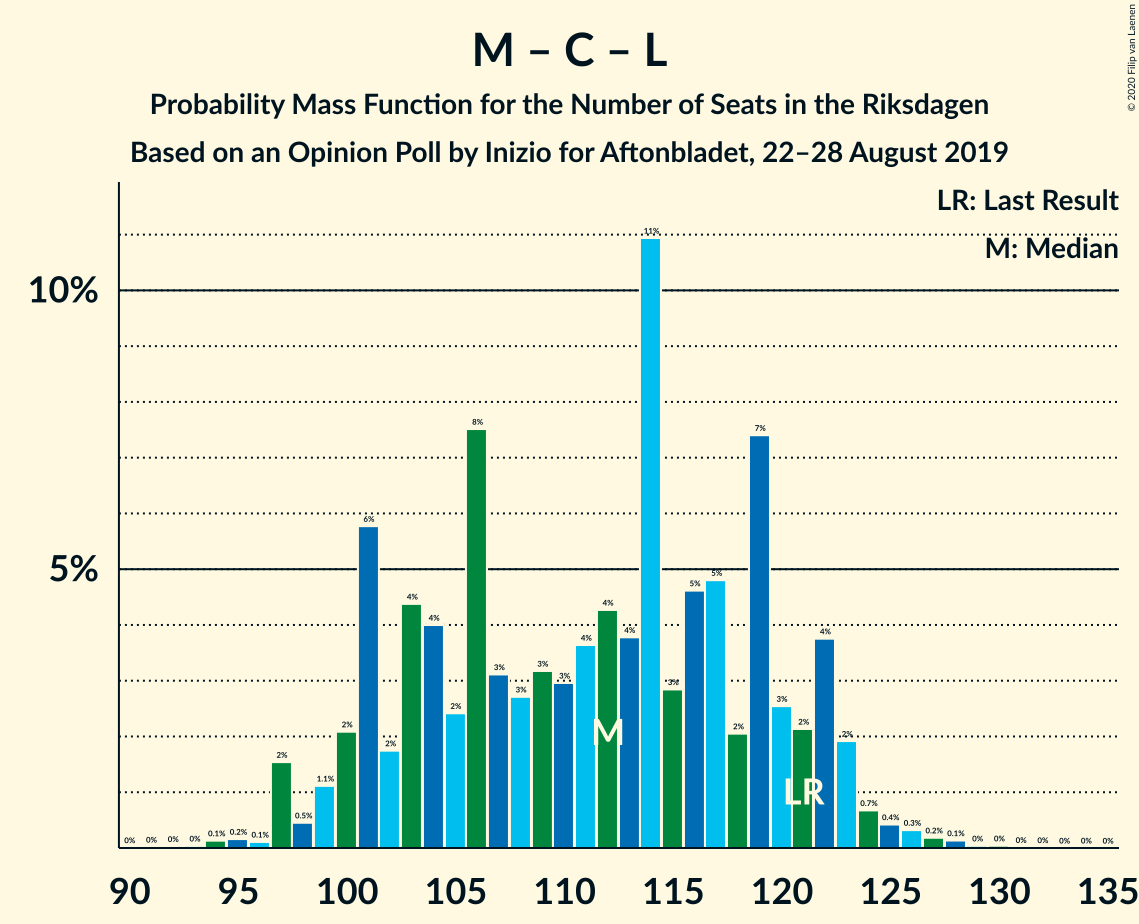 M – C – L
Probability Mass Function for the Number of Seats in the Riksdagen
Based on an Opinion Poll by Inizio for Aftonbladet, 22–28 August 2019
© 2020 Filip van Laenen
LR: Last Result
M: Median
10%
5%
0% 0% 0% 0% 0.1% 0.2% 0.1% 2% 0.5% 1.1% 2% 6% 2% 4% 4% 2% 8% 3% 3% 3% 3% 4% 4% 4% 11% 3% 5% 5% 2% 7% 3% 2% 4% 2% 0.7% 0.4% 0.3% 0.2% 0.1% 0% 0% 0% 0% 0% 0% 0%
M
LR
90 95 100 105 110 115 120 125 130 135